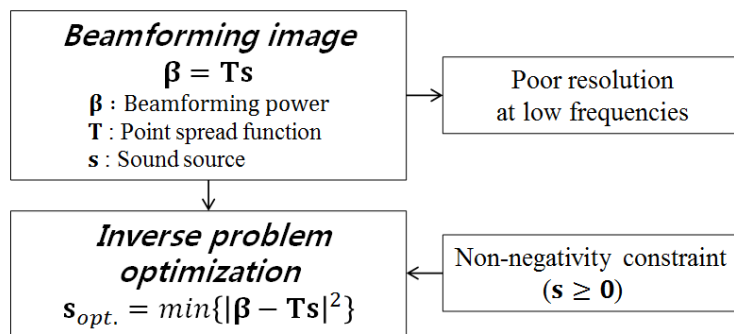 Beamforming image
β = Ts
β : Beamforming power
T : Point spread function
s : Sound source
Poor resolution
at low frequencies
Inverse problem
optimization
s_opt. = min{|β − Ts|²}
Non-negativity constraint
(s ≥ 0)